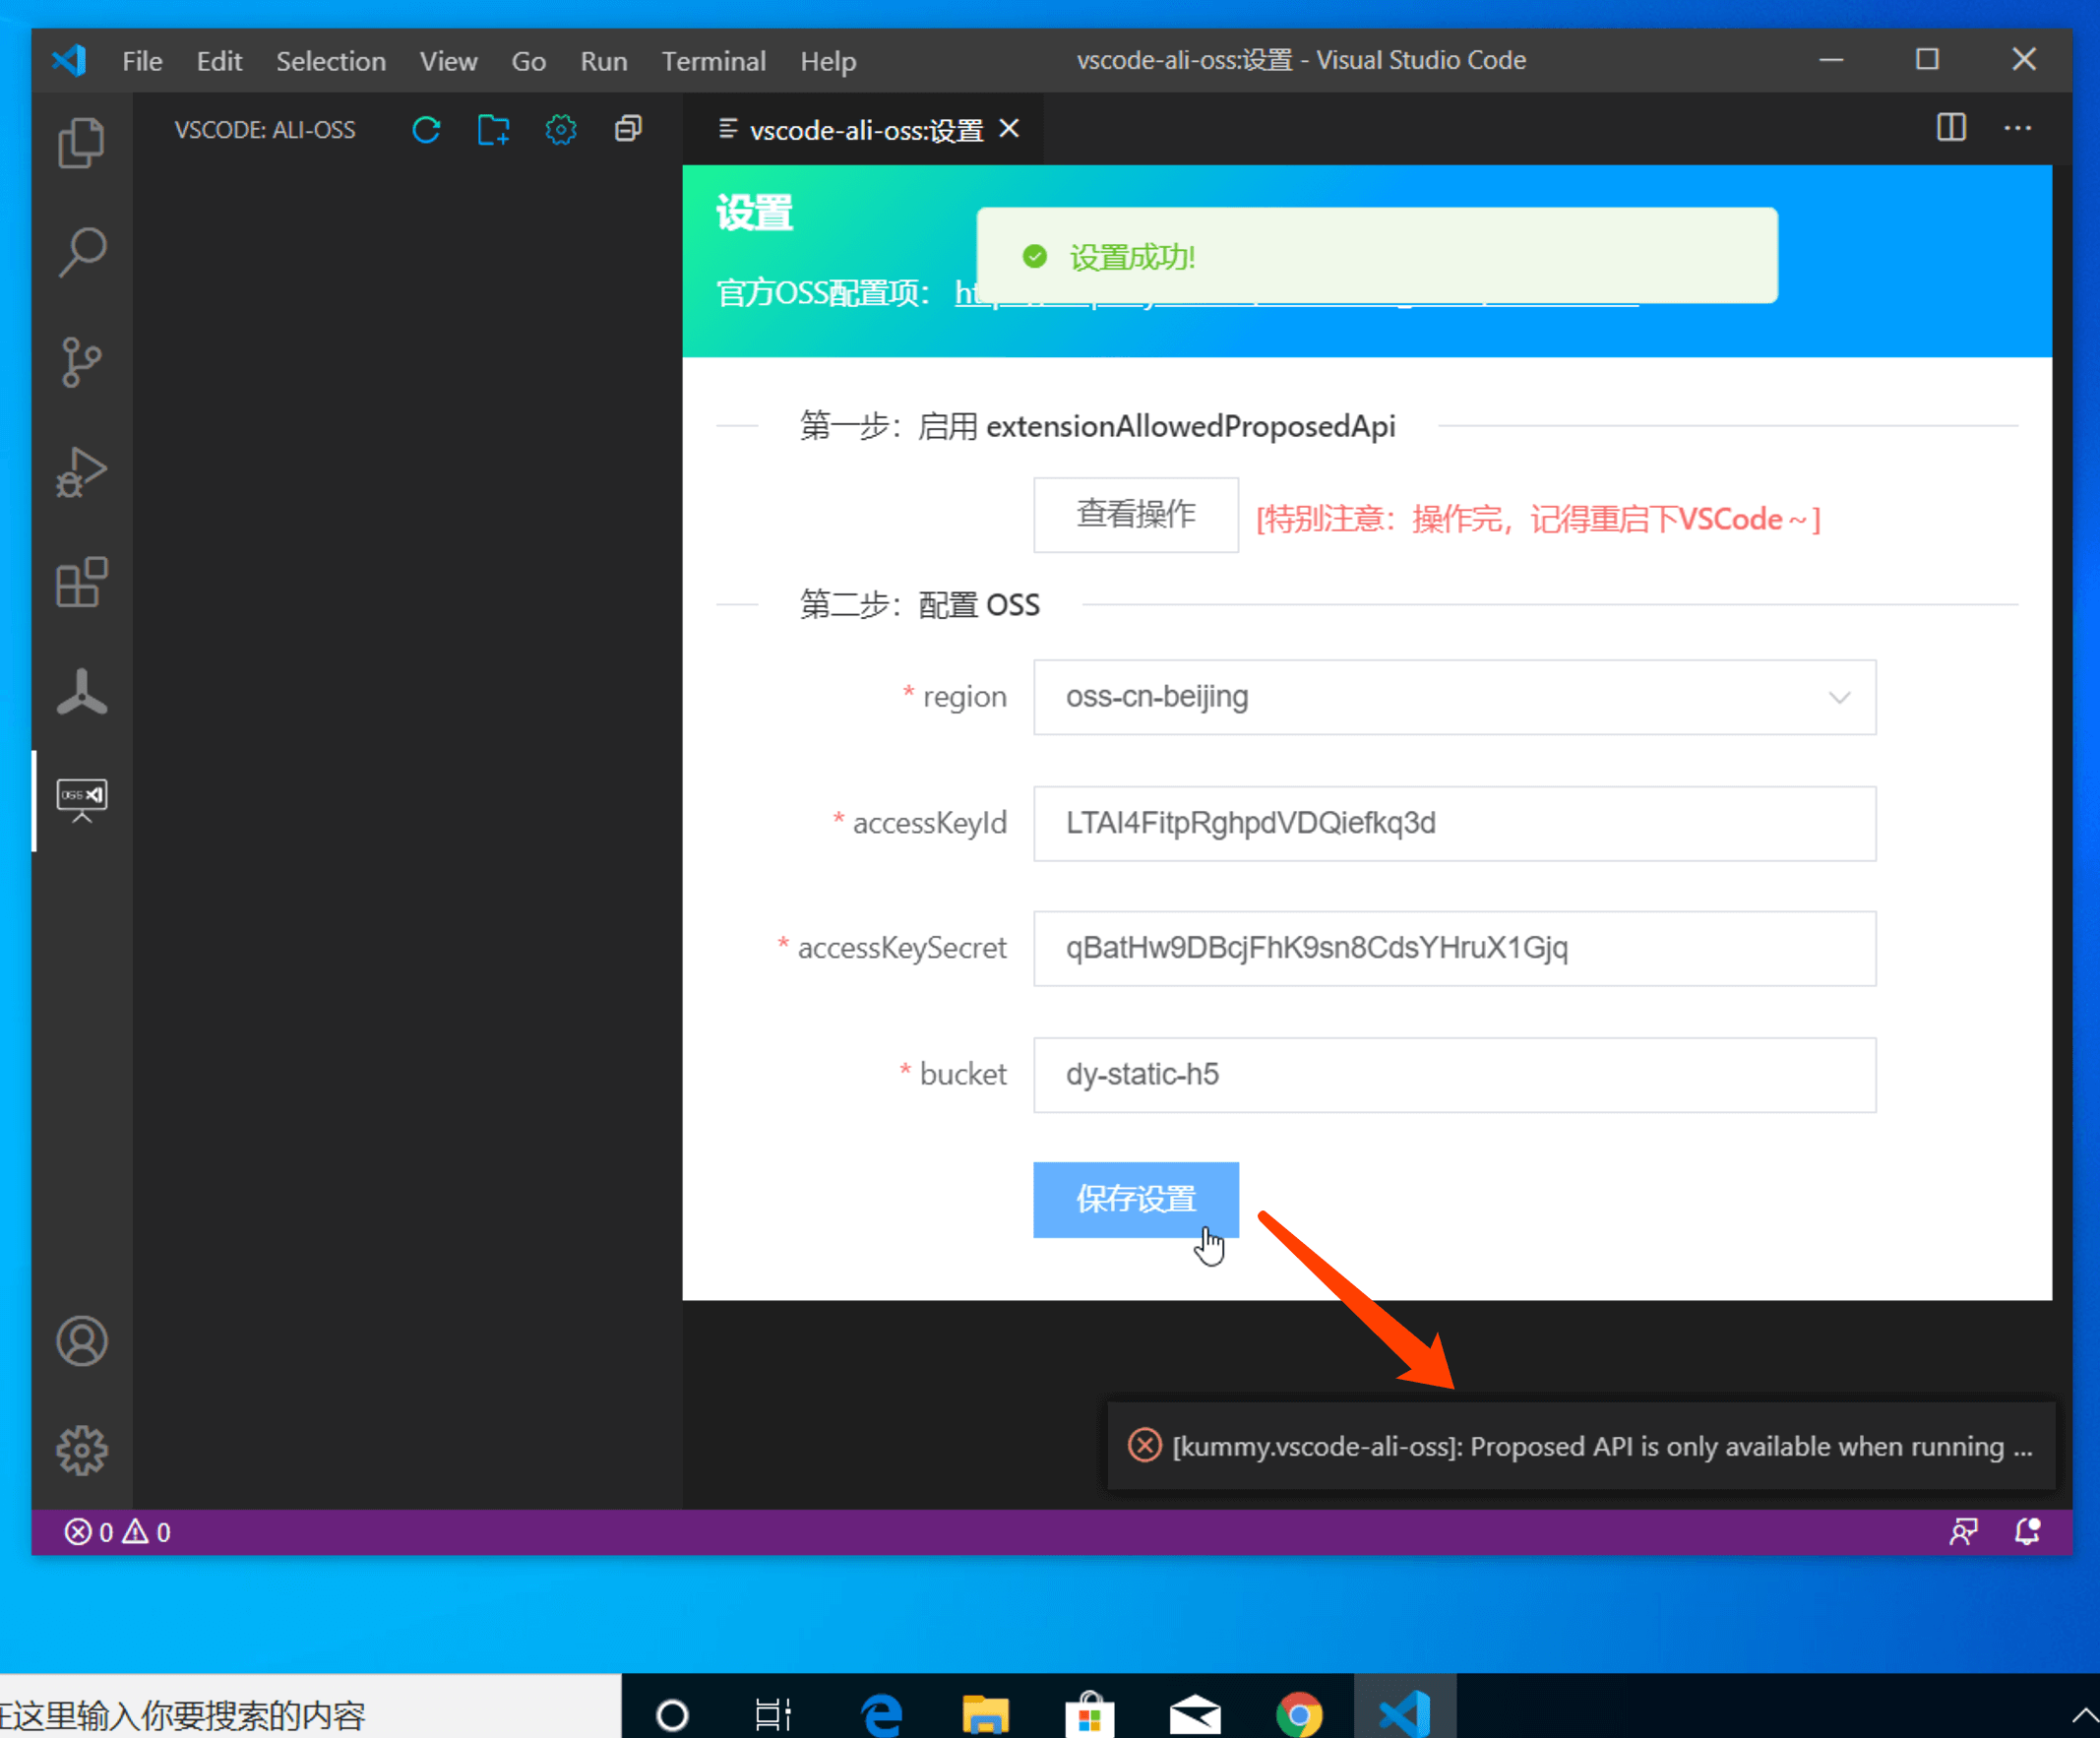 File Edit Selection View Go Run Terminal Help
vscode-ali-oss:设置 - Visual Studio Code
VSCODE: ALI-OSS
vscode-ali-oss:设置
设置
设置成功!
官方OSS配置项：
第一步：启用 extensionAllowedProposedApi
查看操作
[特别注意：操作完，记得重启下VSCode～]
第二步：配置 OSS
* region
oss-cn-beijing
* accessKeyId
LTAI4FitpRghpdVDQiefkq3d
* accessKeySecret
qBatHw9DBcjFhK9sn8CdsYHruX1Gjq
* bucket
dy-static-h5
保存设置
[kummy.vscode-ali-oss]: Proposed API is only available when running ...
0 0
在这里输入你要搜索的内容